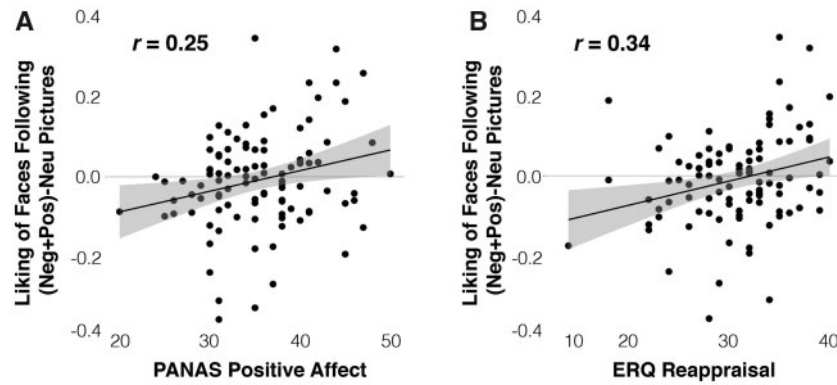 A
r = 0.25
Liking of Faces Following
(Neg+Pos)-Neu Pictures
0.4
0.2
0.0
-0.2
-0.4
20 30 40 50
PANAS Positive Affect
B
r = 0.34
Liking of Faces Following
(Neg+Pos)-Neu Pictures
0.4
0.2
0.0
-0.2
-0.4
10 20 30 40
ERQ Reappraisal